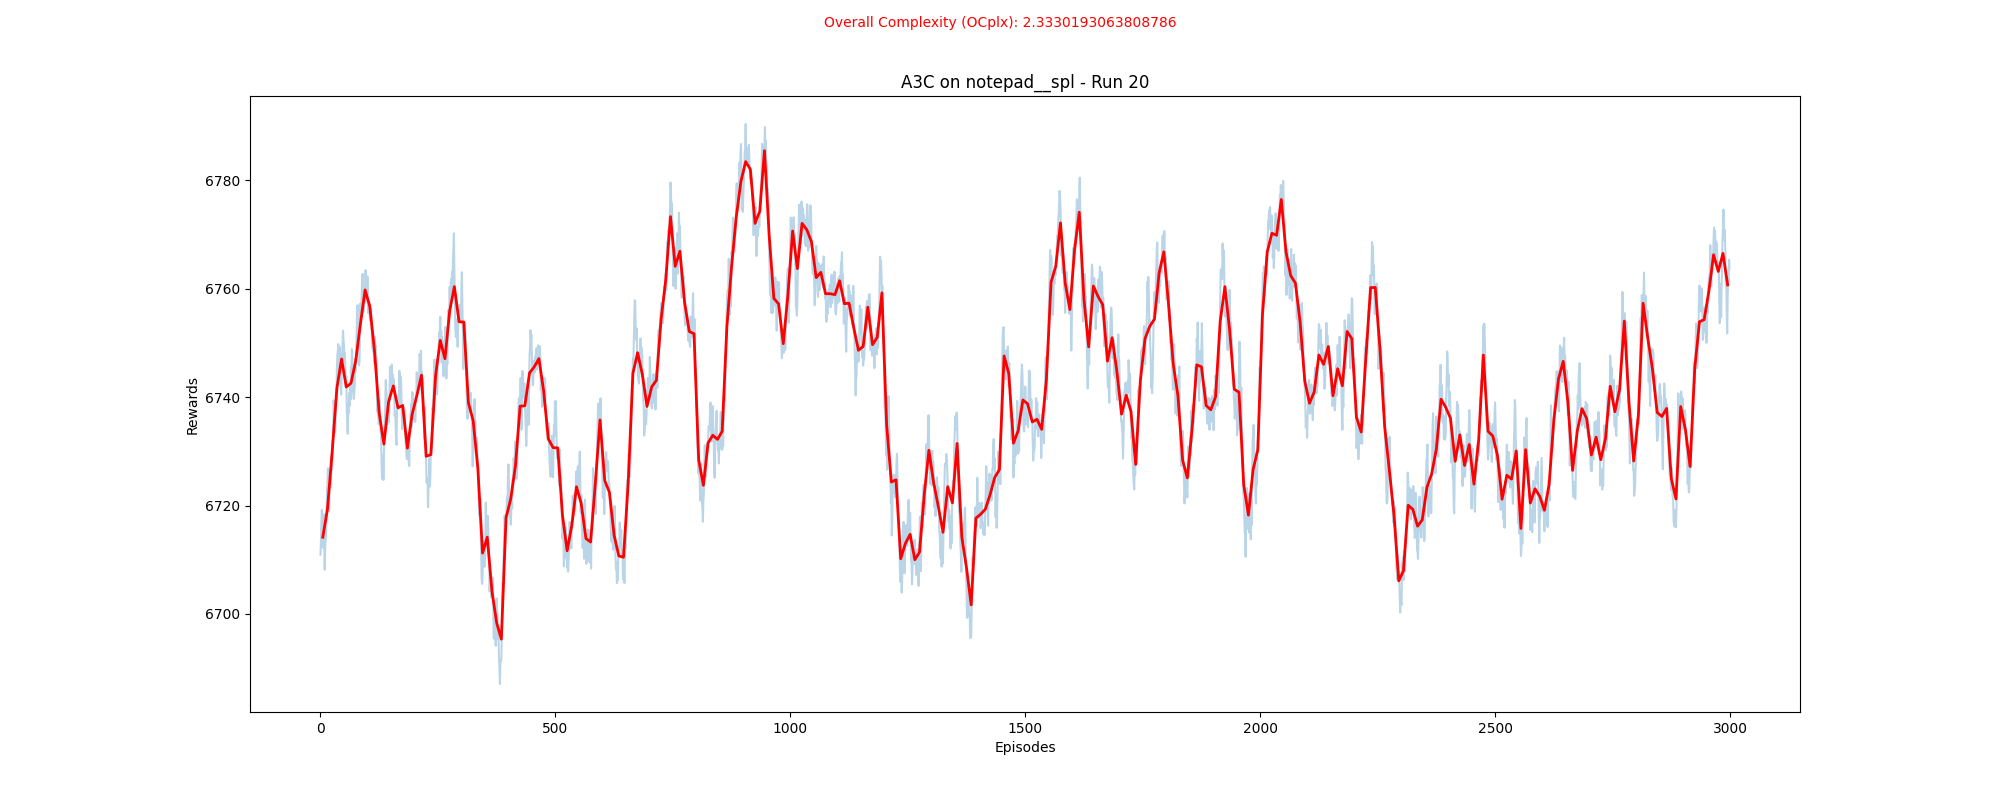 Overall Complexity (OCplx): 2.3330193063808786
A3C on notepad__spl - Run 20
Rewards
6780
6760
6740
6720
6700
0 500 1000 1500 2000 2500 3000
Episodes